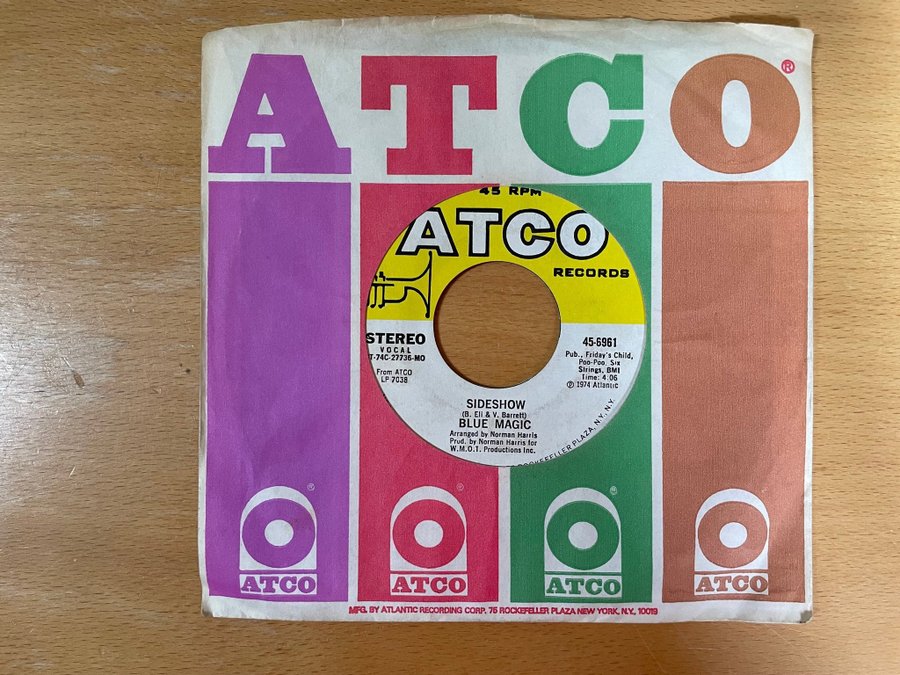 ATCO®
45 RPM
ATCO
RECORDS
STEREO
VOCAL
T-74C-27736-MO
From ATCO
LP 7038
45-6961
Pub., Friday's Child,
Poo-Poo, Six
Strings, BMI
Time: 4:06
℗ 1974 Atlantic
SIDESHOW
(B. Eli & V. Barrett)
BLUE MAGIC
Arranged by Norman Harris
Prod. by Norman Harris for
W.M.O.T. Productions Inc.
ROCKEFELLER PLAZA, NY, N.Y.
® ATCO
® ATCO
® ATCO
ATCO
MFG. BY ATLANTIC RECORDING CORP. 75 ROCKEFELLER PLAZA NEW YORK, N.Y., 10019